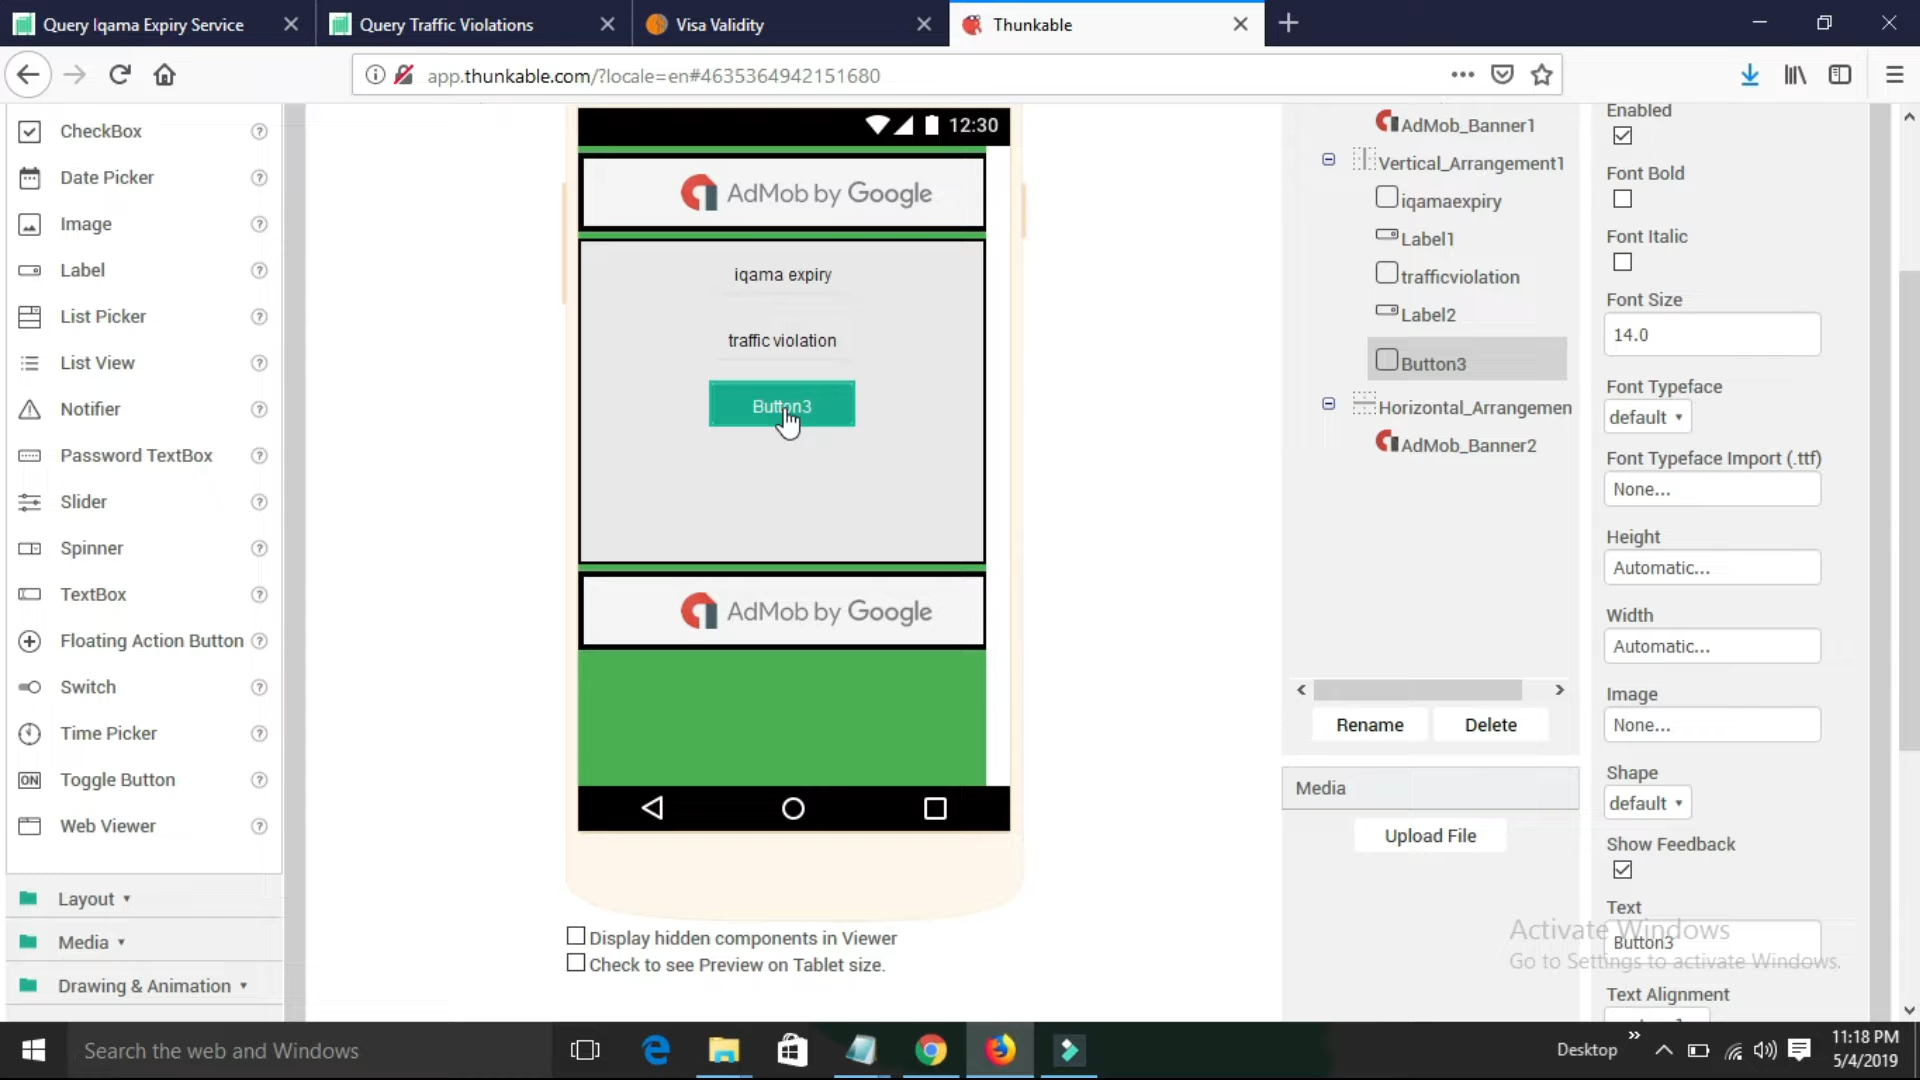 Query Iqama Expiry Service
Query Traffic Violations
Visa Validity
Thunkable
app.thunkable.com/?locale=en#4635364942151680
CheckBox
Date Picker
Image
Label
List Picker
List View
Notifier
Password TextBox
Slider
Spinner
TextBox
Floating Action Button
Switch
Time Picker
ON Toggle Button
Web Viewer
Layout
Media
Drawing & Animation
12:30
AdMob by Google
iqama expiry
traffic violation
Button3
AdMob by Google
Display hidden components in Viewer
Check to see Preview on Tablet size.
AdMob_Banner1
Vertical_Arrangement1
iqamaexpiry
Label1
trafficviolation
Label2
Button3
Horizontal_Arrangemen
AdMob_Banner2
Rename Delete
Media
Upload File
Enabled
Font Bold
Font Italic
Font Size
14.0
Font Typeface
default
Font Typeface Import (.ttf)
None...
Height
Automatic...
Width
Automatic...
Image
None...
Shape
default
Show Feedback
Text
Button3
Text Alignment
Activate Windows
Go to Settings to activate Windows.
Search the web and Windows
Desktop
11:18 PM
5/4/2019